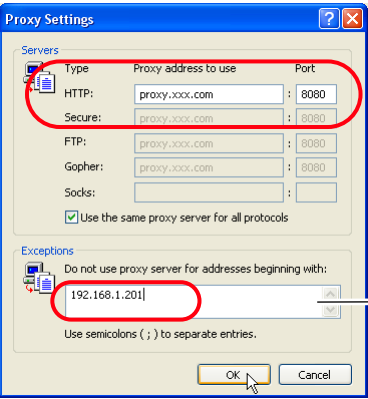 Proxy Settings
Servers
Type Proxy address to use Port
HTTP: proxy.xxx.com : 8080
Secure: proxy.xxx.com : 8080
FTP: proxy.xxx.com : 8080
Gopher: proxy.xxx.com : 8080
Socks: :
Use the same proxy server for all protocols
Exceptions
Do not use proxy server for addresses beginning with:
192.168.1.201
Use semicolons ( ; ) to separate entries.
OK Cancel